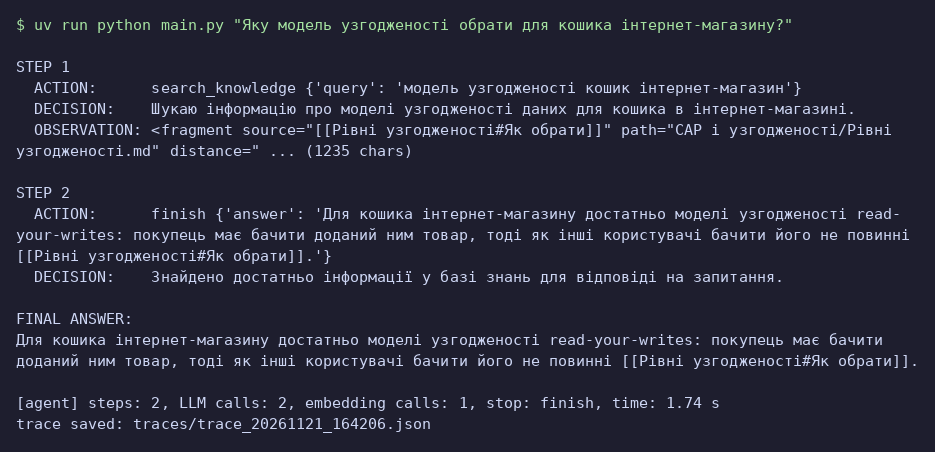 $ uv run python main.py "Яку модель узгодженості обрати для кошика інтернет-магазину?"
STEP 1
ACTION: search_knowledge {'query': 'модель узгодженості кошик інтернет-магазин'}
DECISION: Шукаю інформацію про моделі узгодженості даних для кошика в інтернет-магазині.
OBSERVATION: <fragment source="[[Рівні узгодженості#Як обрати]]" path="CAP і узгодженості/Рівні
узгодженості.md" distance=" ... (1235 chars)
STEP 2
ACTION: finish {'answer': 'Для кошика інтернет-магазину достатньо моделі узгодженості read-
your-writes: покупець має бачити доданий ним товар, тоді як інші користувачі бачити його не повинні
[[Рівні узгодженості#Як обрати]].'}
DECISION: Знайдено достатньо інформації у базі знань для відповіді на запитання.
FINAL ANSWER:
Для кошика інтернет-магазину достатньо моделі узгодженості read-your-writes: покупець має бачити
доданий ним товар, тоді як інші користувачі бачити його не повинні [[Рівні узгодженості#Як обрати]].
[agent] steps: 2, LLM calls: 2, embedding calls: 1, stop: finish, time: 1.74 s
trace saved: traces/trace_20261121_164206.json